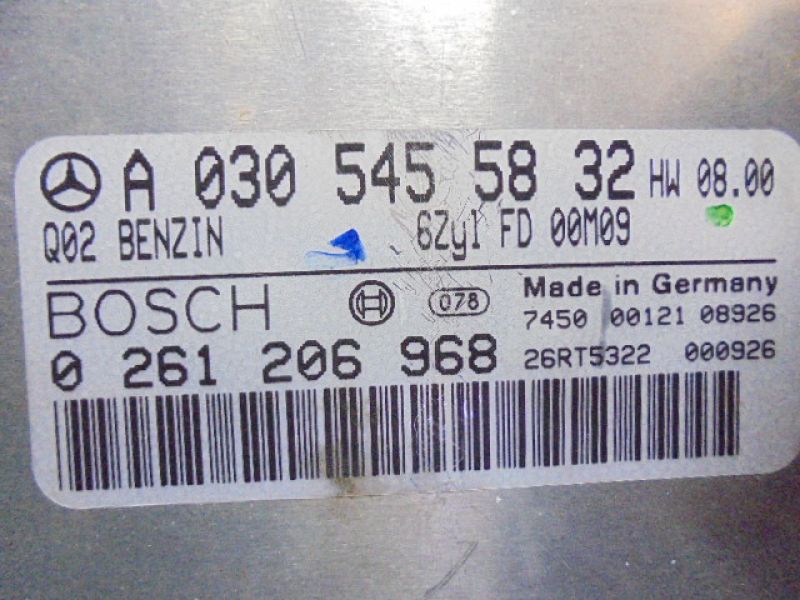 A 030 545 58 32 HW 08.00
Q02 BENZIN 6Zyl FD 00M09
BOSCH 078 Made in Germany
7450 00121 08926
0 261 206 968 26RT5322 000926